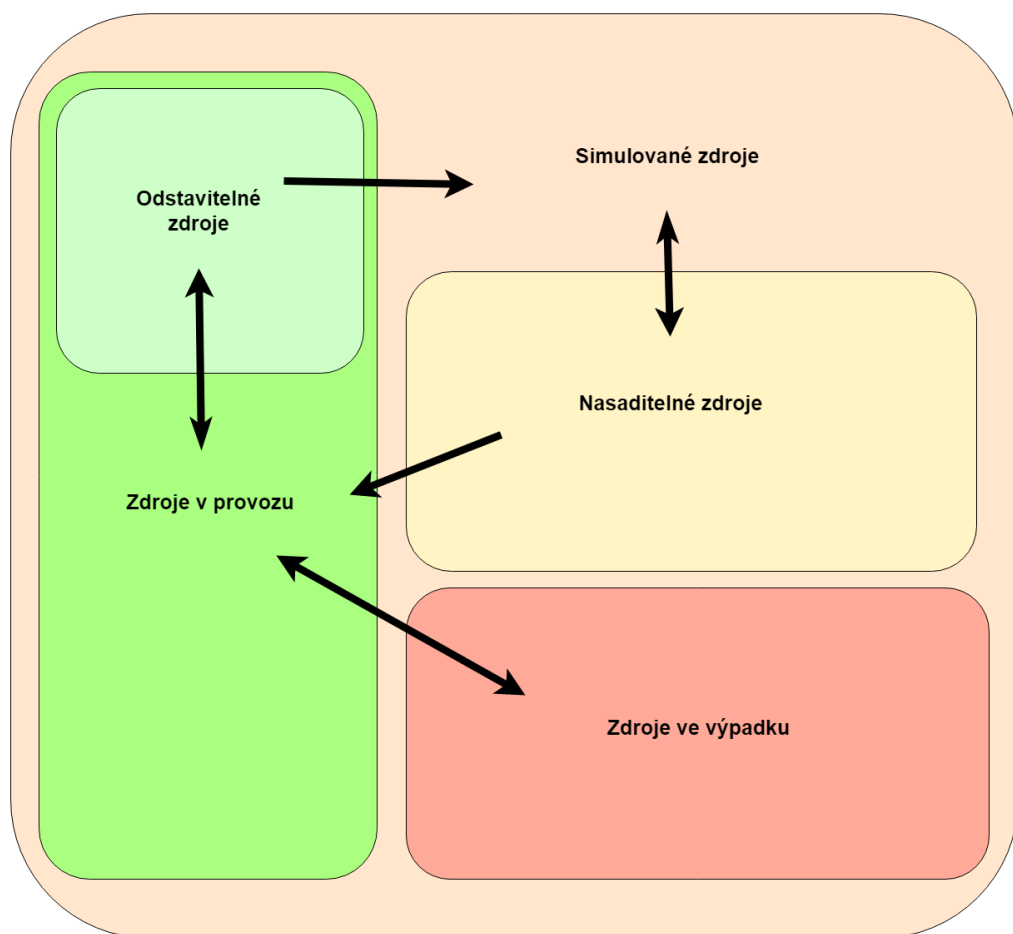 Simulované zdroje
Odstavitelné
zdroje
Nasaditelné zdroje
Zdroje v provozu
Zdroje ve výpadku